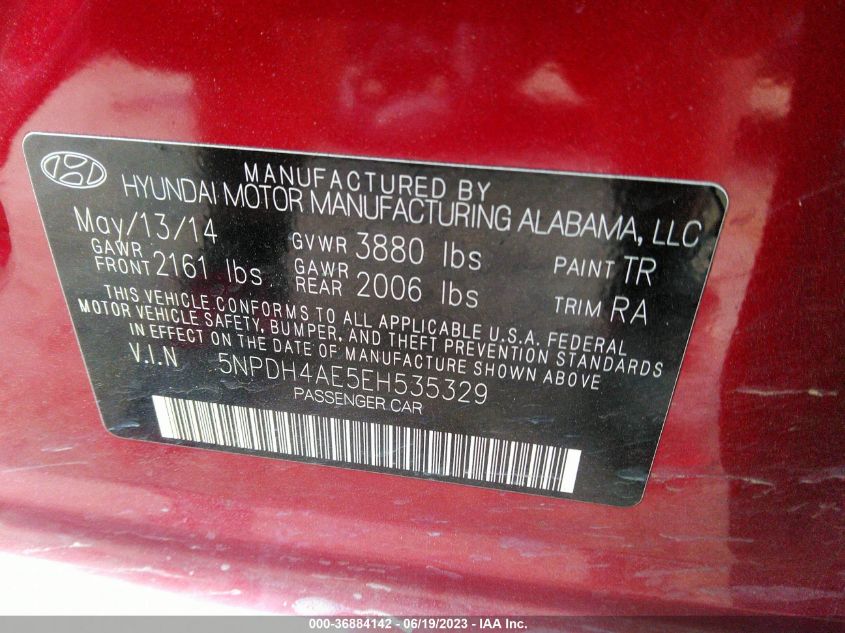 MANUFACTURED BY
HYUNDAI MOTOR MANUFACTURING ALABAMA, LLC
May/13/14 GVWR 3880 lbs PAINT TR
GAWR FRONT 2161 lbs GAWR REAR 2006 lbs TRIM RA
THIS VEHICLE CONFORMS TO ALL APPLICABLE U.S.A. FEDERAL
MOTOR VEHICLE SAFETY, BUMPER, AND THEFT PREVENTION STANDARDS
IN EFFECT ON THE DATE OF MANUFACTURE SHOWN ABOVE
V.I.N 5NPDH4AE5EH535329
PASSENGER CAR
000-36884142 - 06/19/2023 - IAA Inc.